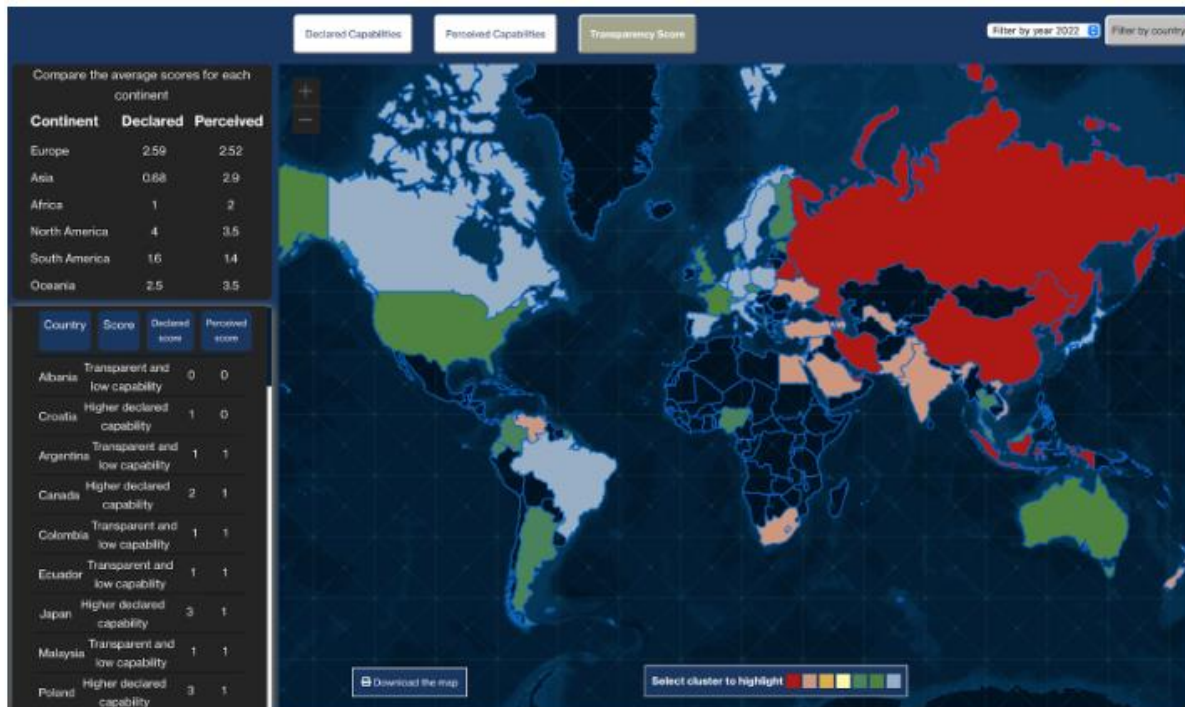 Declared Capabilities
Perceived Capabilities
Transparency Score
Filter by year 2022
Filter by country
Compare the average scores for each
continent
Continent Declared Perceived
Europe 2.59 2.52
Asia 0.68 2.9
Africa 1 2
North America 4 3.5
South America 1.6 1.4
Oceania 2.5 3.5
Country Score Declared score Perceived score
Albania Transparent and low capability 0 0
Croatia Higher declared capability 1 0
Argentina Transparent and low capability 1 1
Canada Higher declared capability 2 1
Colombia Transparent and low capability 1 1
Ecuador Transparent and low capability 1 1
Japan Higher declared capability 3 1
Malaysia Transparent and low capability 1 1
Poland Higher declared capability 3 1
+
−
Download the map
Select cluster to highlight